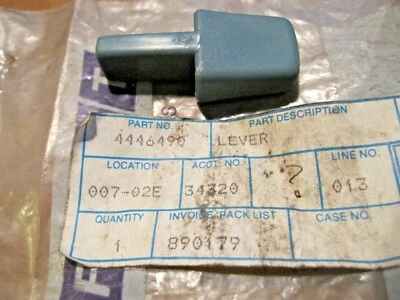 PART NO. PART DESCRIPTION
4446490 LEVER
LOCATION ACCT. NO. LINE NO.
007-02E 34320 ? 013
QUANTITY INVOICE/PACK LIST CASE NO.
1 890179